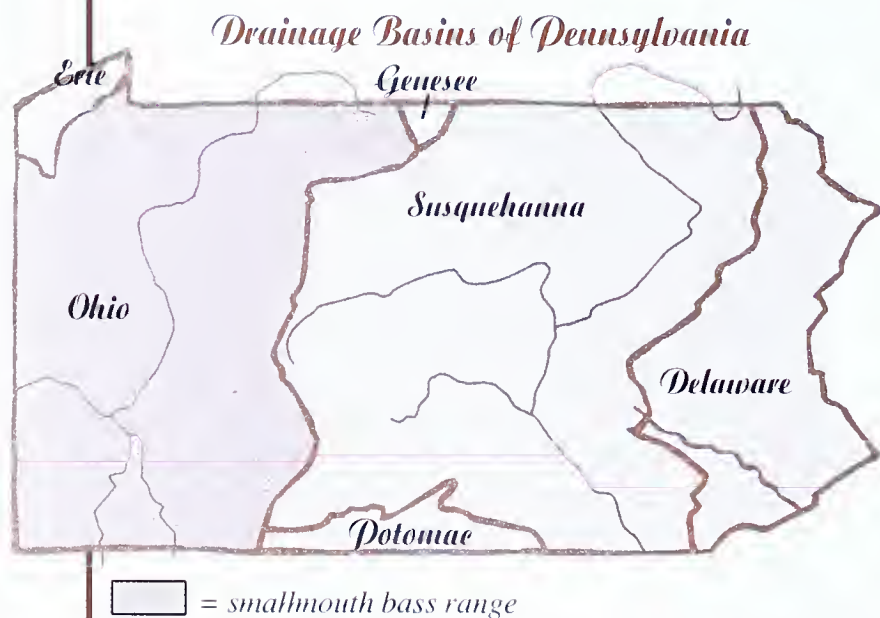 Drainage Basins of Pennsylvania
Erie
Genesee
Susquehanna
Ohio
Delaware
Potomac
= smallmouth bass range